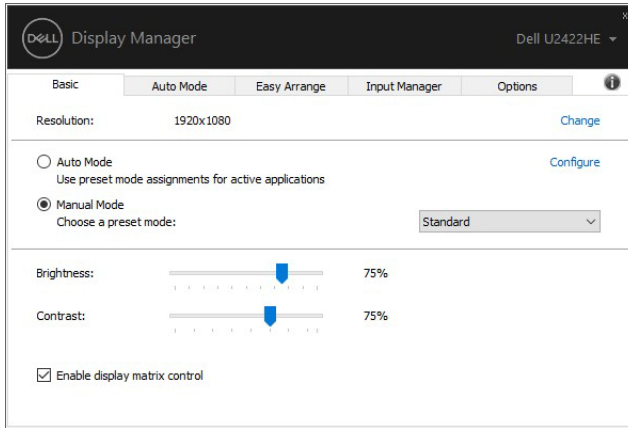 DELL Display Manager Dell U2422HE
x
Basic Auto Mode Easy Arrange Input Manager Options i
Resolution: 1920x1080 Change
Auto Mode Configure
Use preset mode assignments for active applications
Manual Mode
Choose a preset mode: Standard
Brightness: 75%
Contrast: 75%
Enable display matrix control